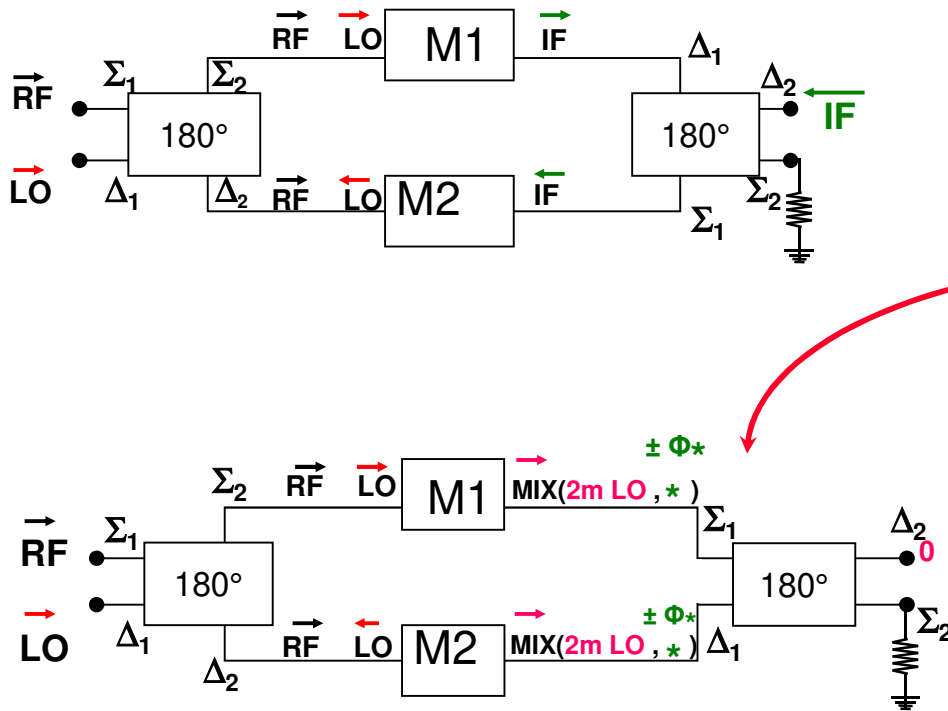 RF LO M1 IF Δ₁
RF Σ₁ Σ₂ Δ₂
180° 180° IF
LO Δ₁ Δ₂ RF LO M2 IF Σ₂
Σ₁
± Φ*
Σ₂ RF LO M1 MIX(2m LO , * )
RF Σ₁ Σ₁ Δ₂
0
180° 180°
± Φ*
LO Δ₁ RF LO M2 MIX(2m LO , * ) Δ₁ Σ₂
Δ₂